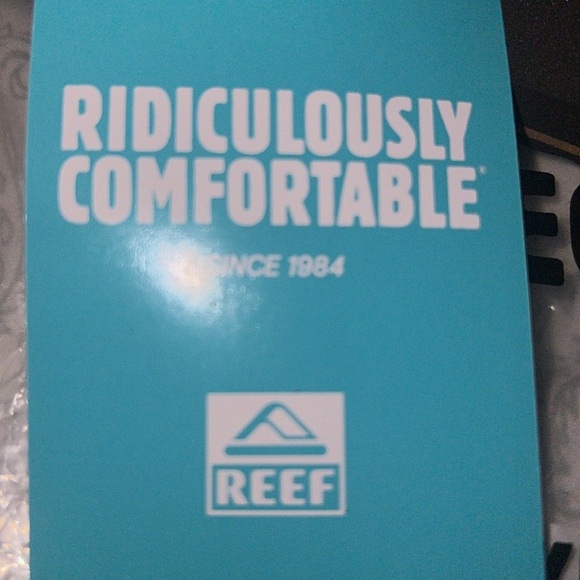 RIDICULOUSLY
COMFORTABLE
SINCE 1984
REEF